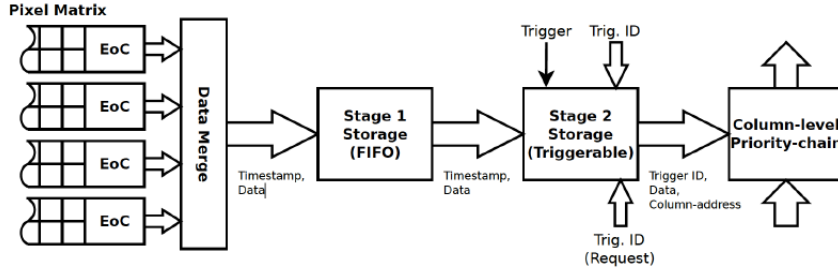 Pixel Matrix
EoC
EoC
EoC
EoC
Data Merge
Timestamp,
Data
Stage 1
Storage
(FIFO)
Timestamp,
Data
Trigger
Trig. ID
Stage 2
Storage
(Triggerable)
Trig. ID
(Request)
Trigger ID,
Data,
Column-address
Column-level
Priority-chain